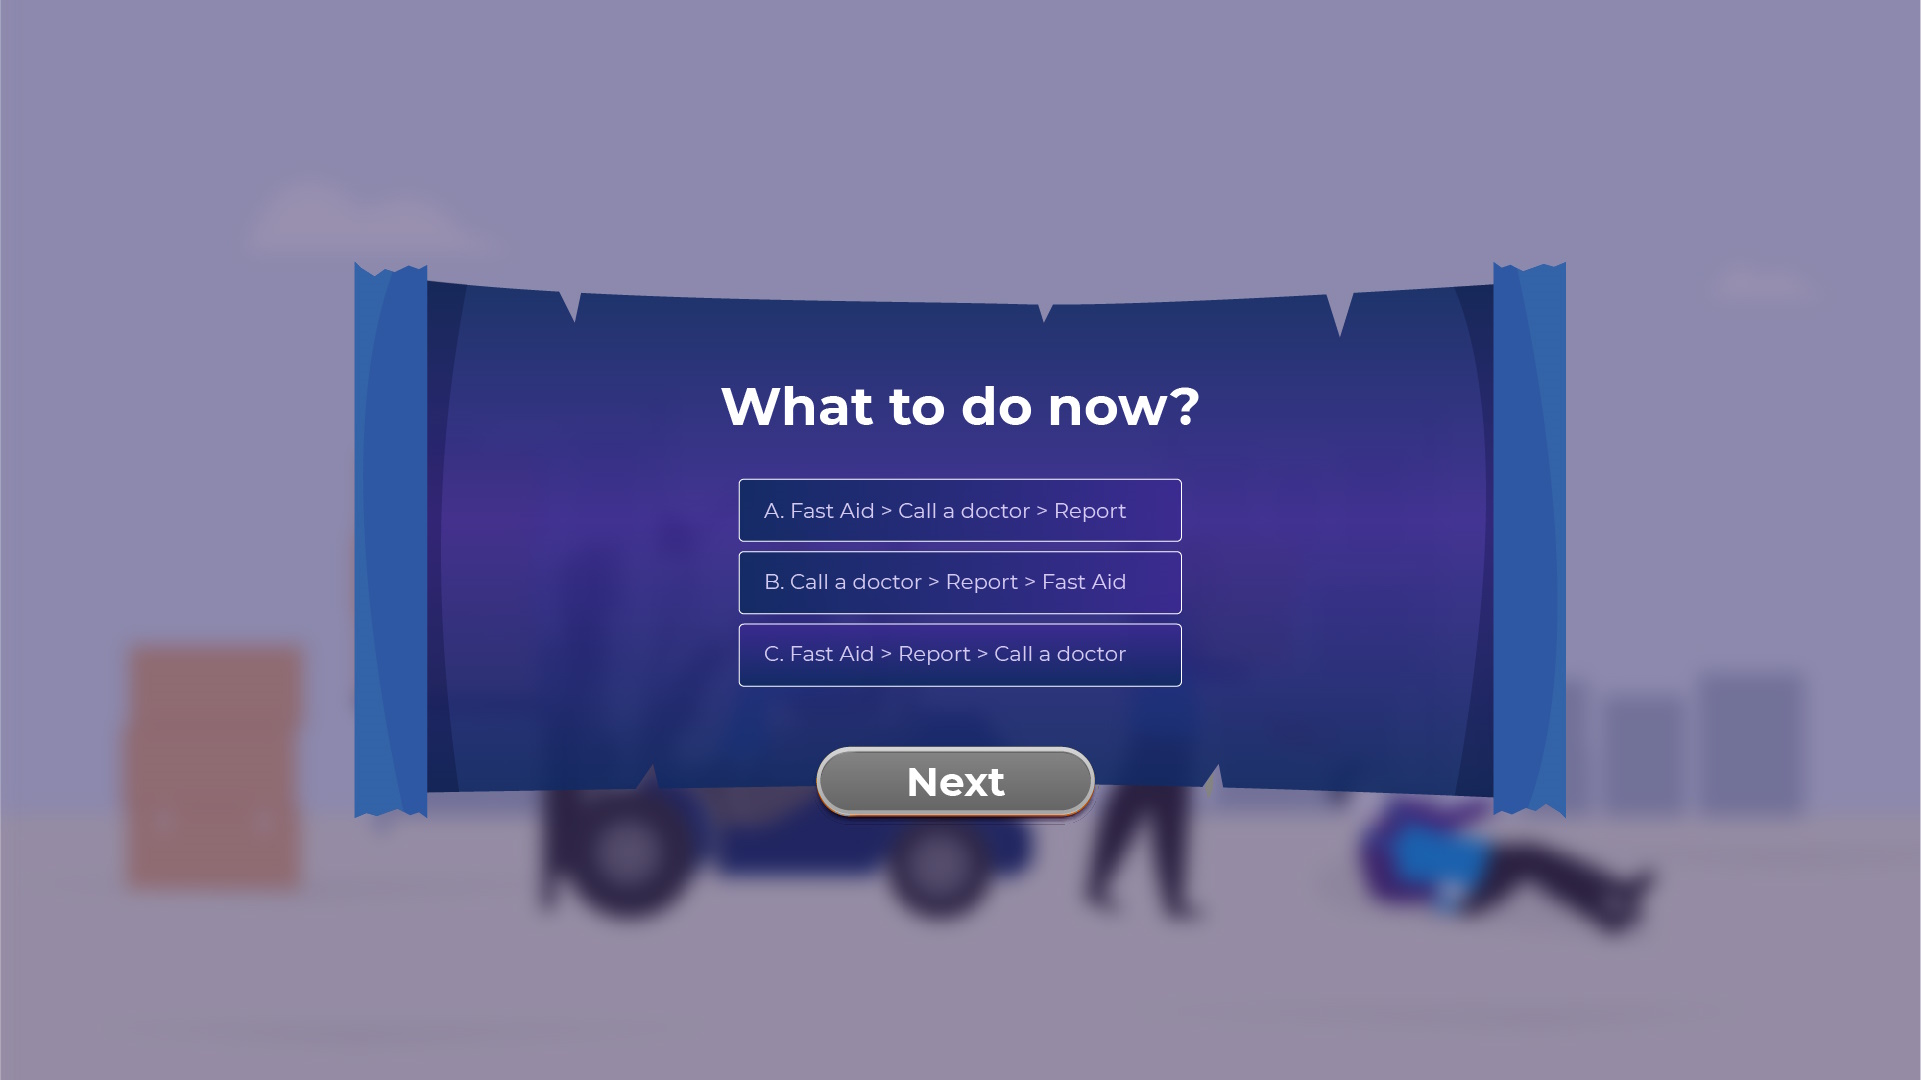 What to do now?
A. Fast Aid > Call a doctor > Report
B. Call a doctor > Report > Fast Aid
C. Fast Aid > Report > Call a doctor
Next